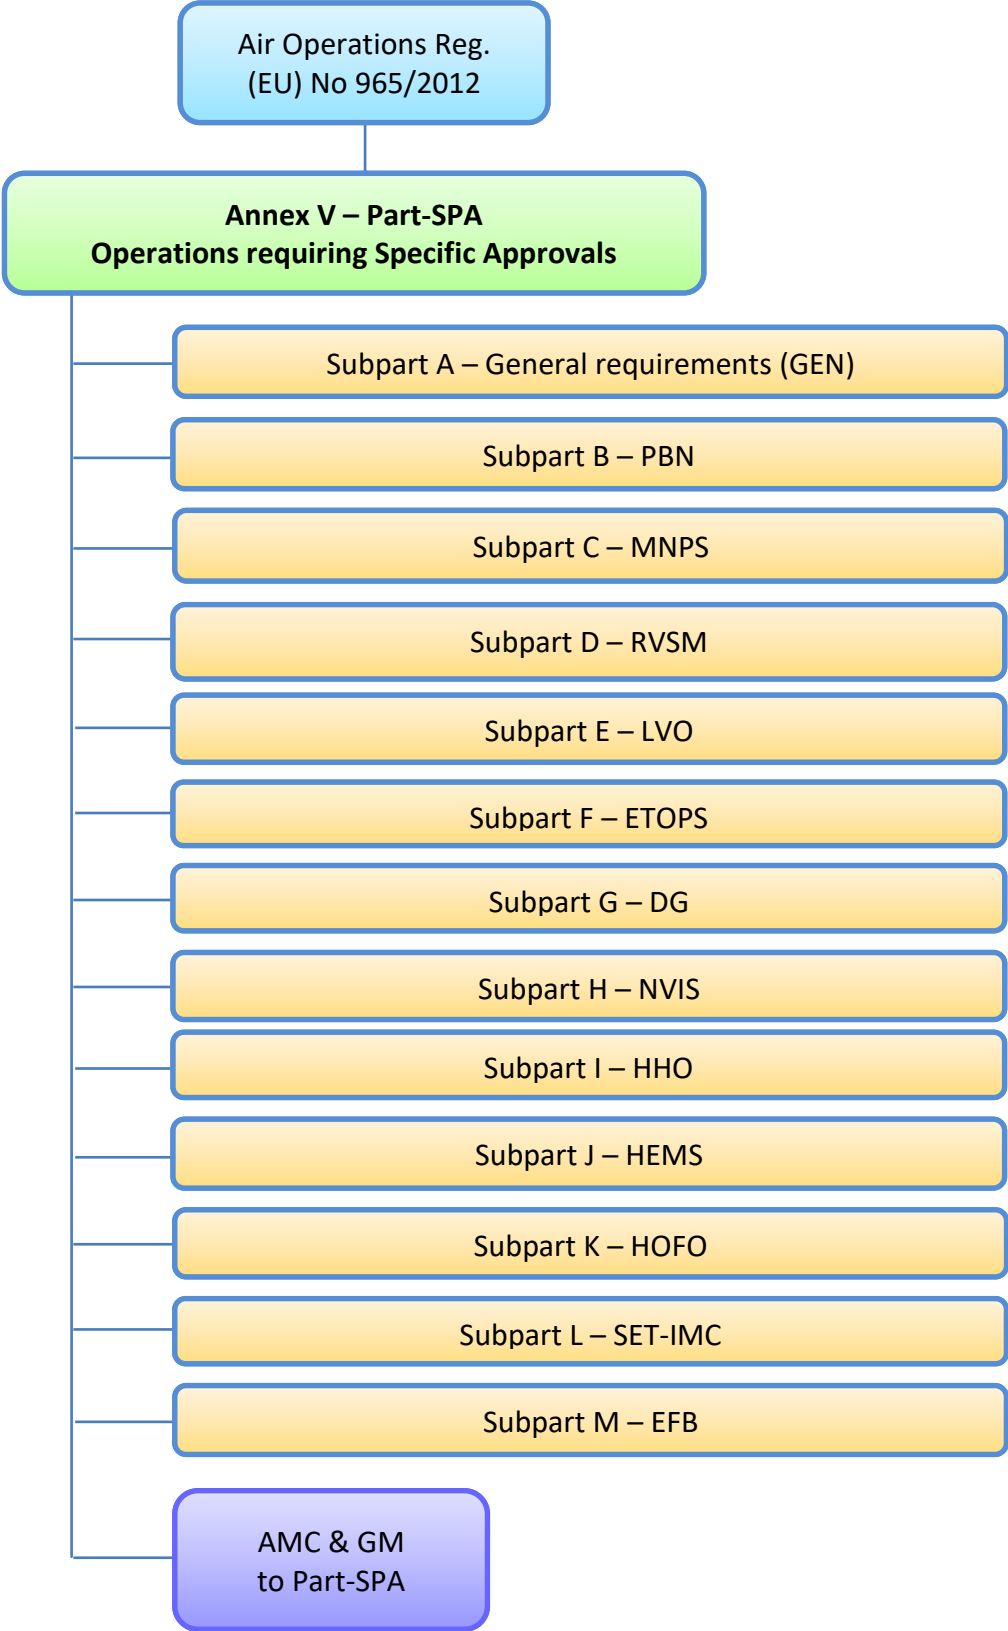 Air Operations Reg.
(EU) No 965/2012
Annex V – Part-SPA
Operations requiring Specific Approvals
Subpart A – General requirements (GEN)
Subpart B – PBN
Subpart C – MNPS
Subpart D – RVSM
Subpart E – LVO
Subpart F – ETOPS
Subpart G – DG
Subpart H – NVIS
Subpart I – HHO
Subpart J – HEMS
Subpart K – HOFO
Subpart L – SET-IMC
Subpart M – EFB
AMC & GM
to Part-SPA